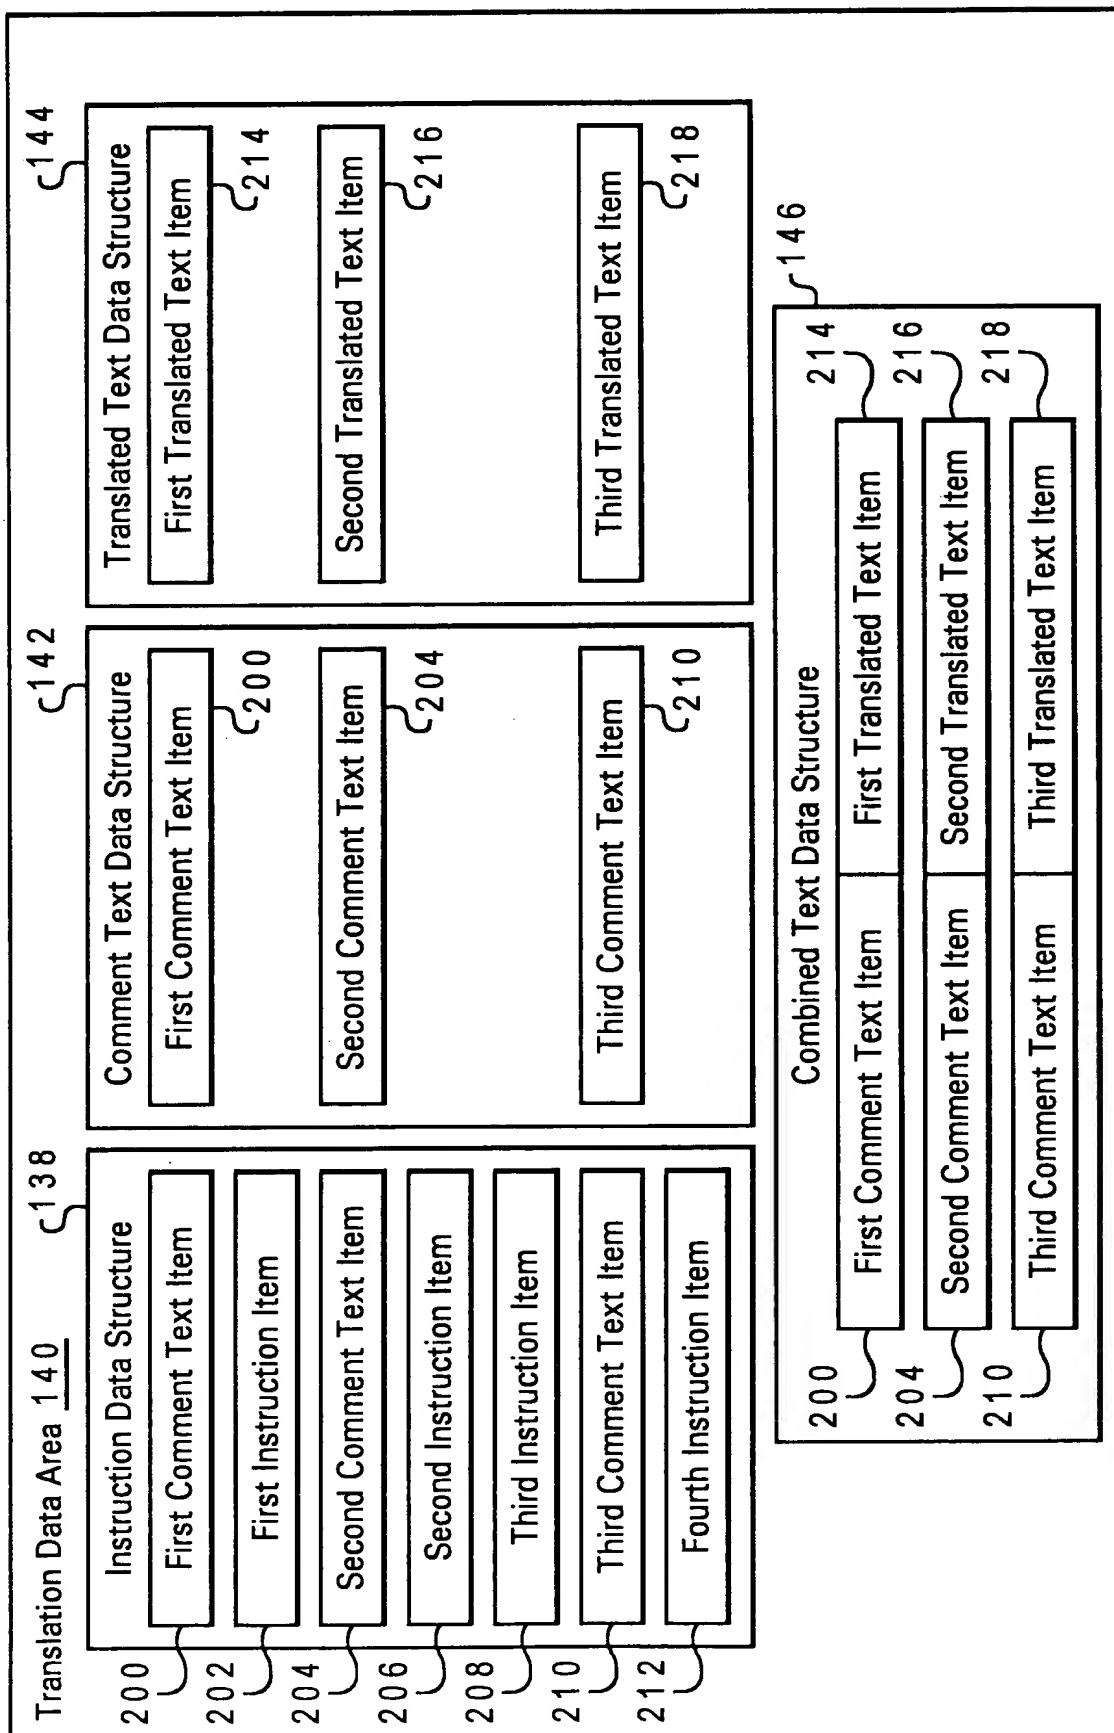 Translation Data Area 140
138
Instruction Data Structure
200
First Comment Text Item
202
First Instruction Item
204
Second Comment Text Item
206
Second Instruction Item
208
Third Instruction Item
210
Third Comment Text Item
212
Fourth Instruction Item
142
Comment Text Data Structure
First Comment Text Item
200
Second Comment Text Item
204
Third Comment Text Item
210
144
Translated Text Data Structure
First Translated Text Item
214
Second Translated Text Item
216
Third Translated Text Item
218
146
Combined Text Data Structure
200
First Comment Text Item
First Translated Text Item
214
204
Second Comment Text Item
Second Translated Text Item
216
210
Third Comment Text Item
Third Translated Text Item
218